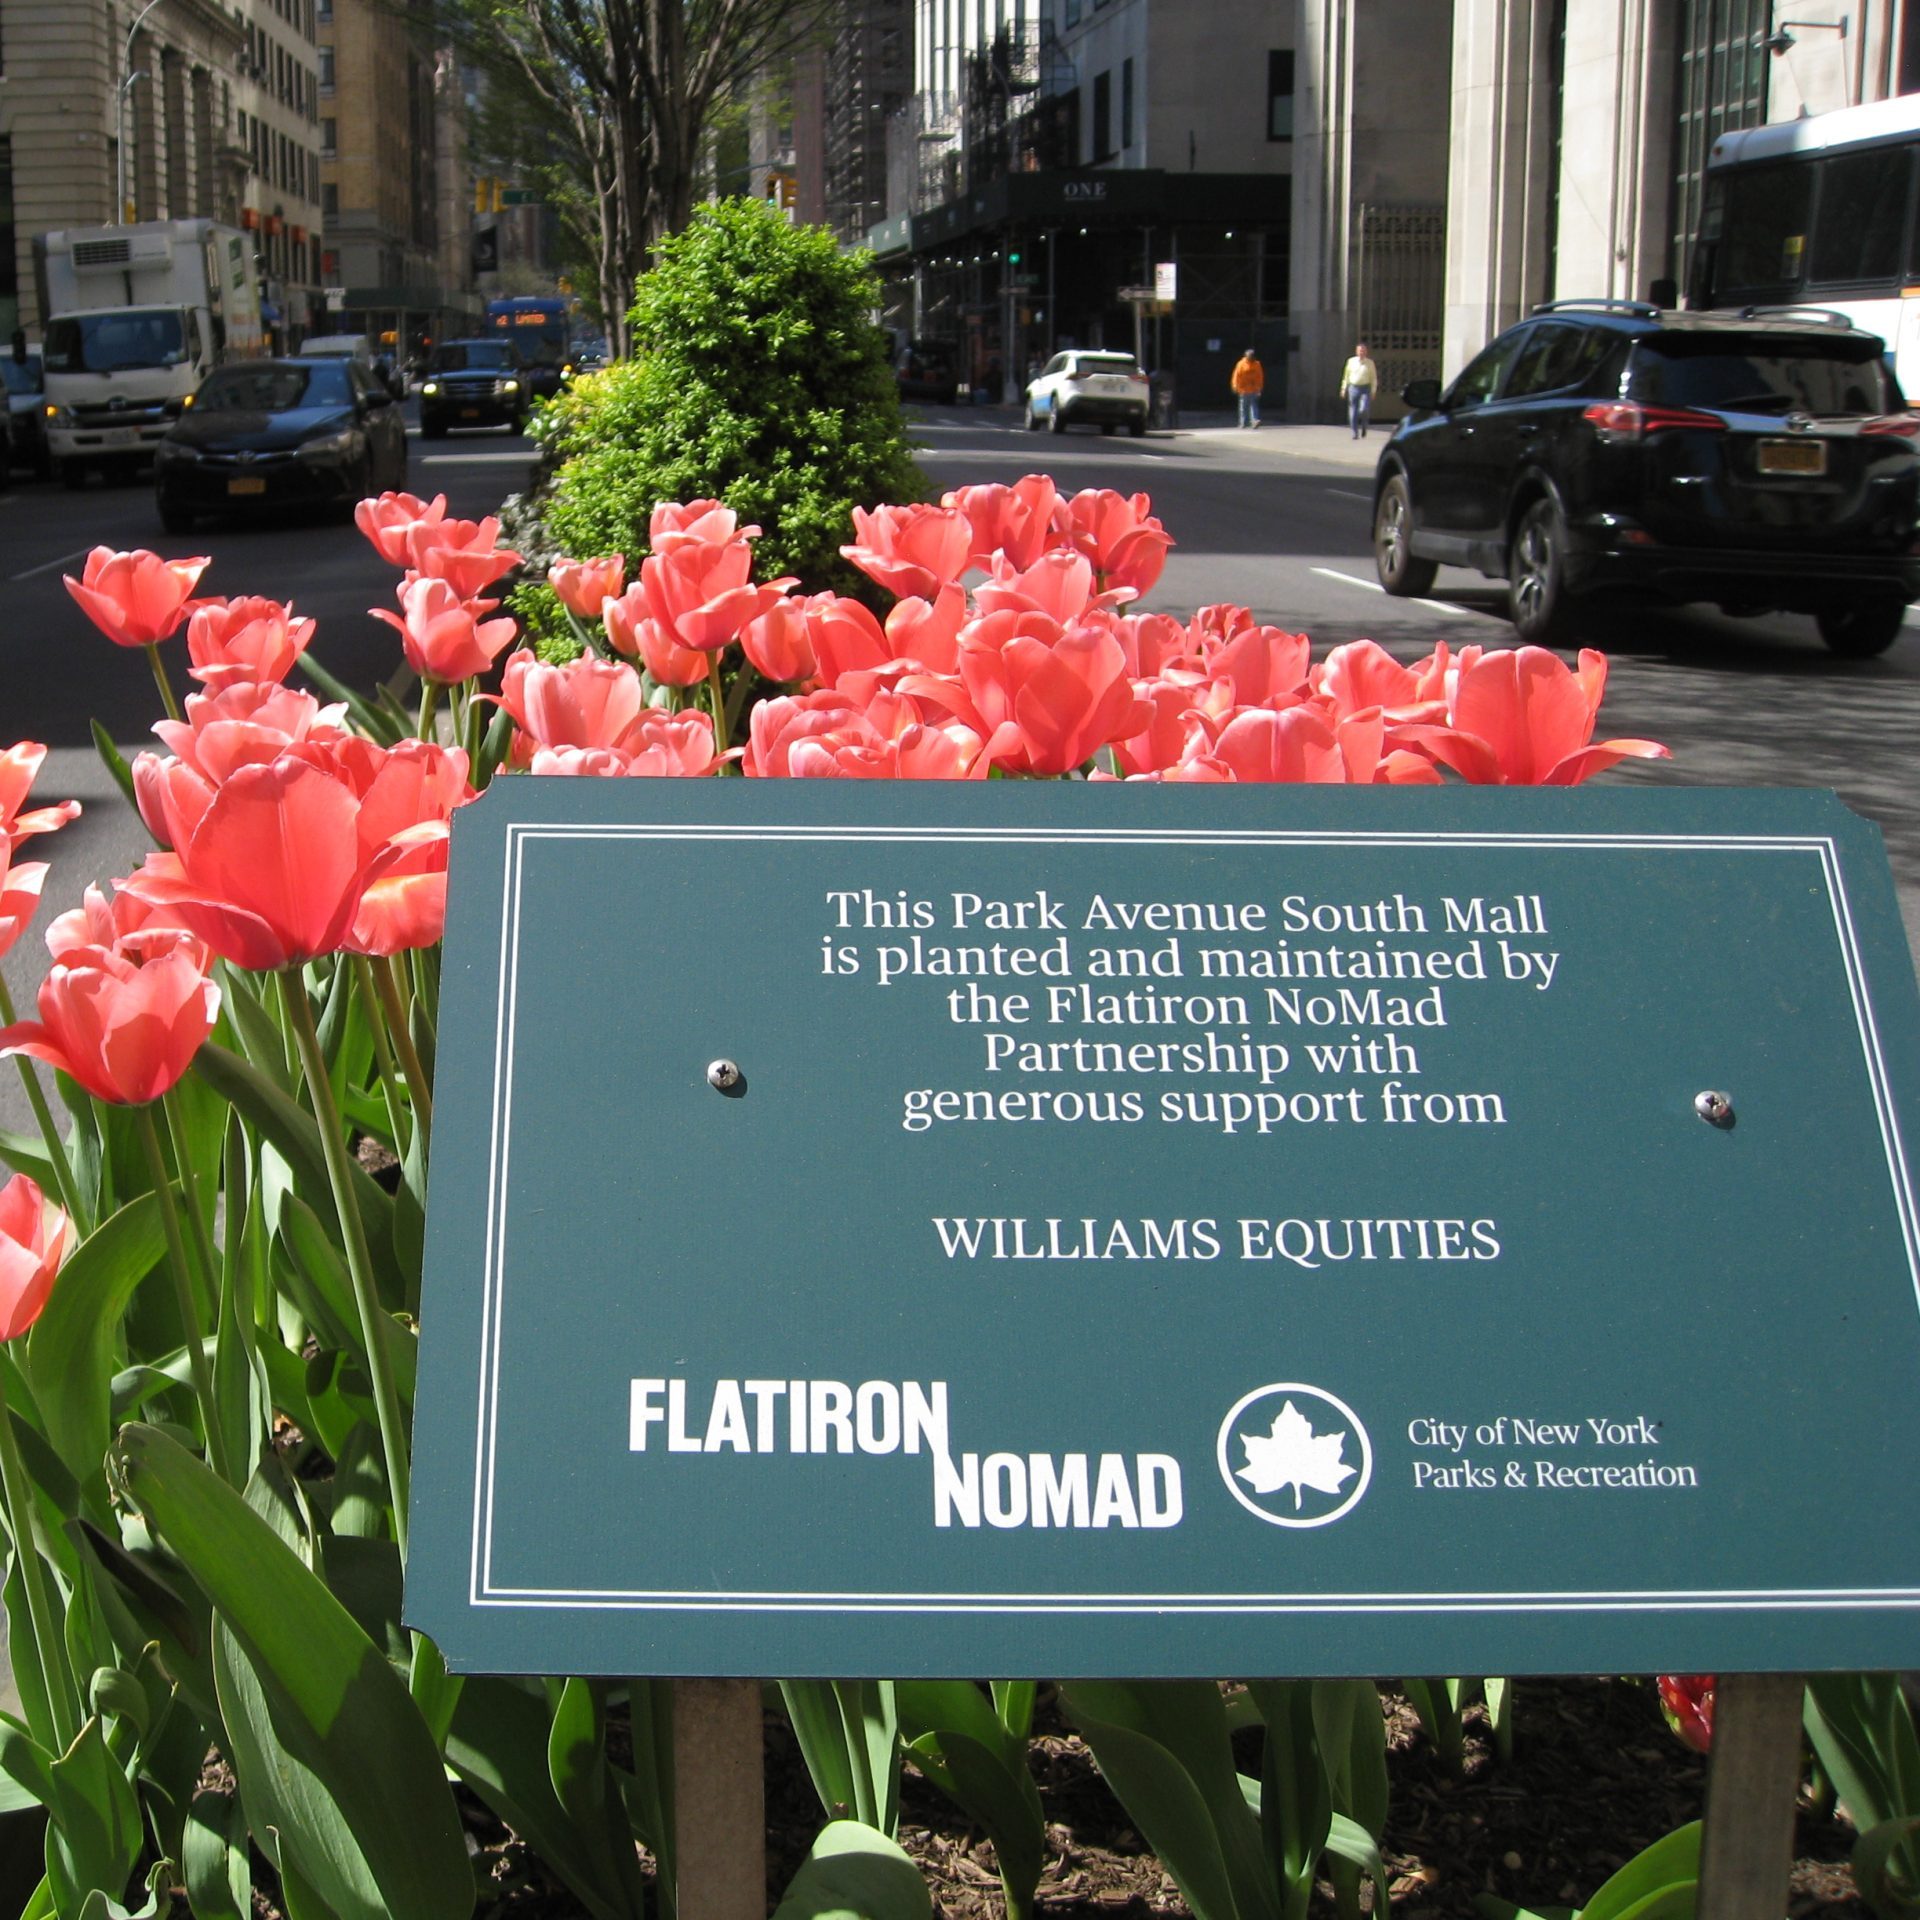 ONE
LIMITED
This Park Avenue South Mall
is planted and maintained by
the Flatiron NoMad
Partnership with
generous support from
WILLIAMS EQUITIES
FLATIRON
NOMAD
City of New York
Parks & Recreation